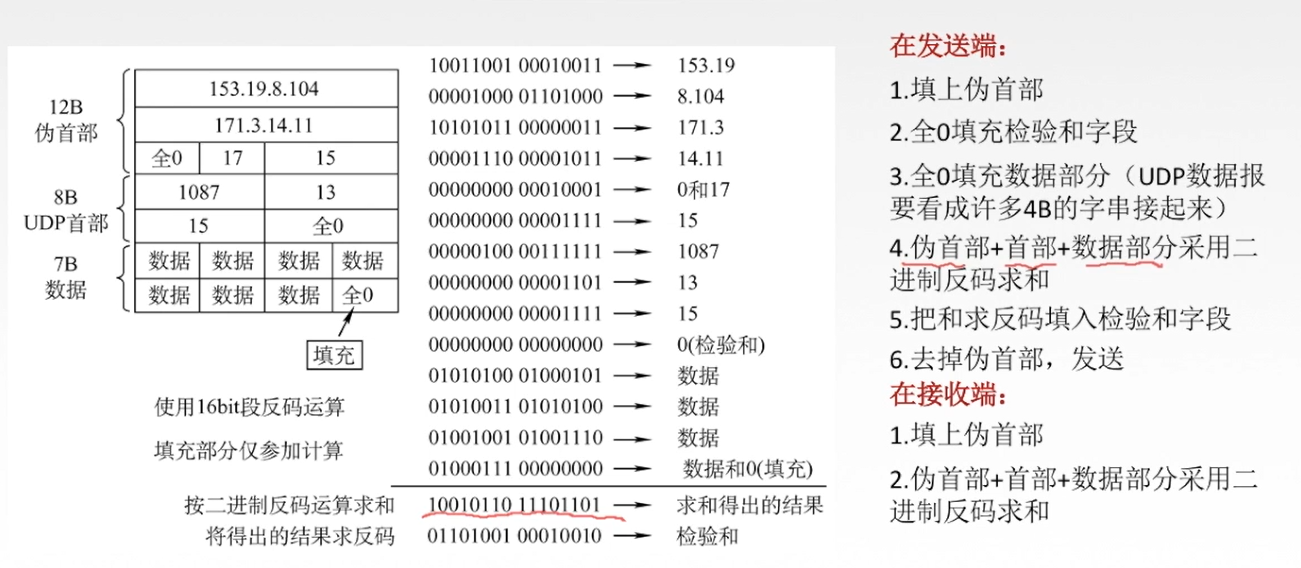 12B
伪首部
153.19.8.104
171.3.14.11
全0 17 15
8B
UDP首部
1087 13
15 全0
7B
数据
数据 数据 数据 数据
数据 数据 数据 全0
填充
使用16bit段反码运算
填充部分仅参加计算
10011001 00010011 → 153.19
00001000 01101000 → 8.104
10101011 00000011 → 171.3
00001110 00001011 → 14.11
00000000 00010001 → 0和17
00000000 00001111 → 15
00000100 00111111 → 1087
00000000 00001101 → 13
00000000 00001111 → 15
00000000 00000000 → 0(检验和)
01010100 01000101 → 数据
01010011 01010100 → 数据
01001001 01001110 → 数据
01000111 00000000 → 数据和0(填充)
按二进制反码运算求和 10010110 11101101 → 求和得出的结果
将得出的结果求反码 01101001 00010010 → 检验和
在发送端：
1.填上伪首部
2.全0填充检验和字段
3.全0填充数据部分（UDP数据报
要看成许多4B的字串接起来）
4.伪首部+首部+数据部分采用二
进制反码求和
5.把和求反码填入检验和字段
6.去掉伪首部，发送
在接收端：
1.填上伪首部
2.伪首部+首部+数据部分采用二
进制反码求和